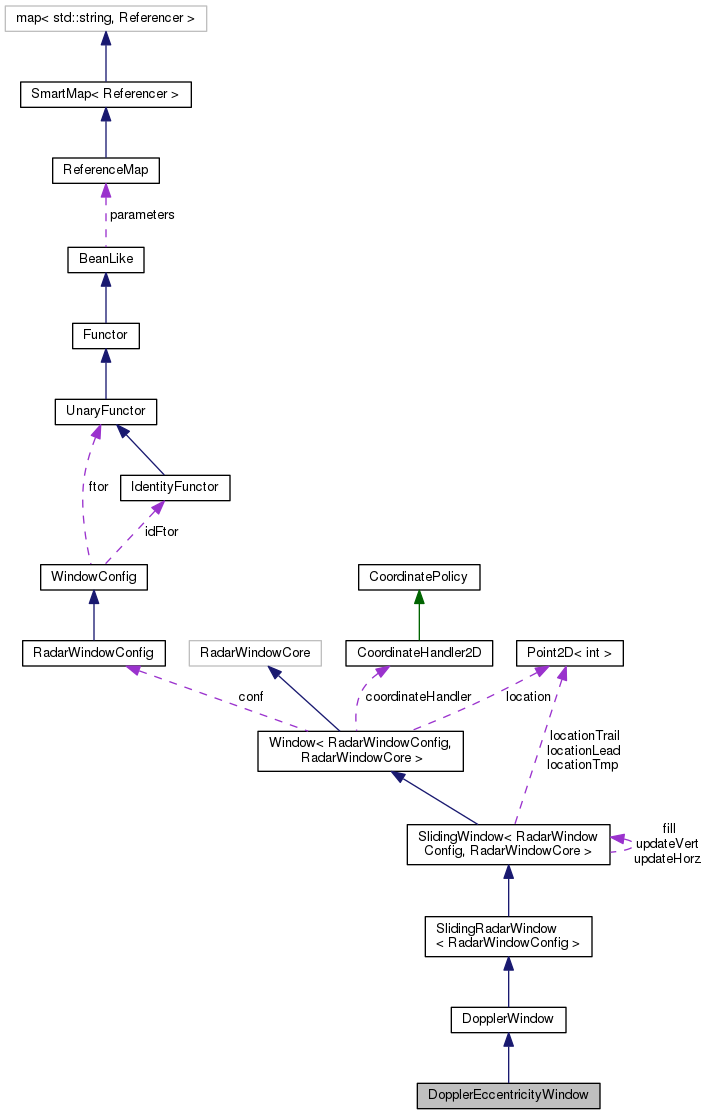 map< std::string, Referencer >
SmartMap< Referencer >
ReferenceMap
parameters
BeanLike
Functor
UnaryFunctor
ftor
IdentityFunctor
idFtor
WindowConfig
CoordinatePolicy
RadarWindowConfig
RadarWindowCore
CoordinateHandler2D
Point2D< int >
conf
coordinateHandler
location
Window< RadarWindowConfig,
RadarWindowCore >
locationTrail
locationLead
locationTmp
SlidingWindow< RadarWindow
Config, RadarWindowCore >
fill
updateVert
updateHorz
SlidingRadarWindow
< RadarWindowConfig >
DopplerWindow
DopplerEccentricityWindow